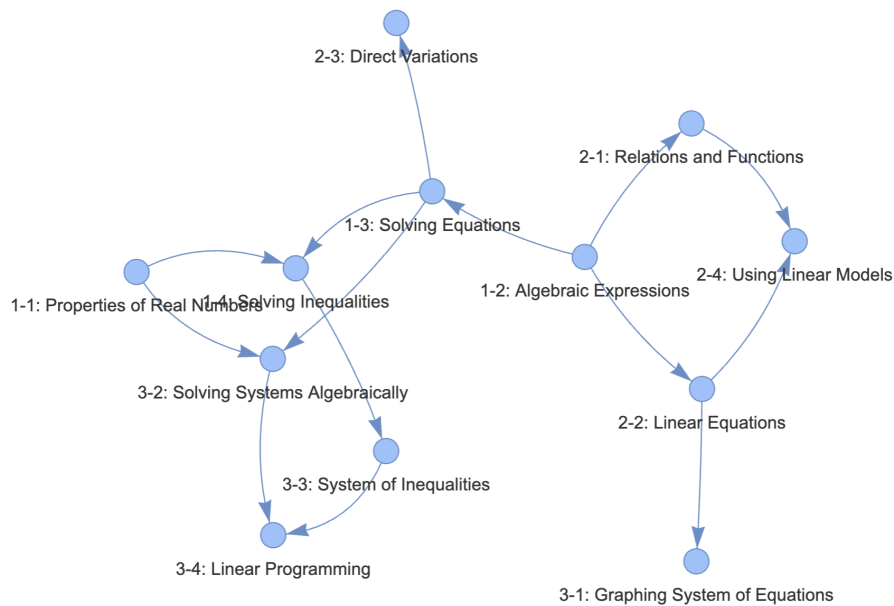 2-3: Direct Variations
2-1: Relations and Functions
1-3: Solving Equations
2-4: Using Linear Models
1-2: Algebraic Expressions
1-4: Solving Inequalities
1-1: Properties of Real Numbers
3-2: Solving Systems Algebraically
2-2: Linear Equations
3-3: System of Inequalities
3-4: Linear Programming
3-1: Graphing System of Equations